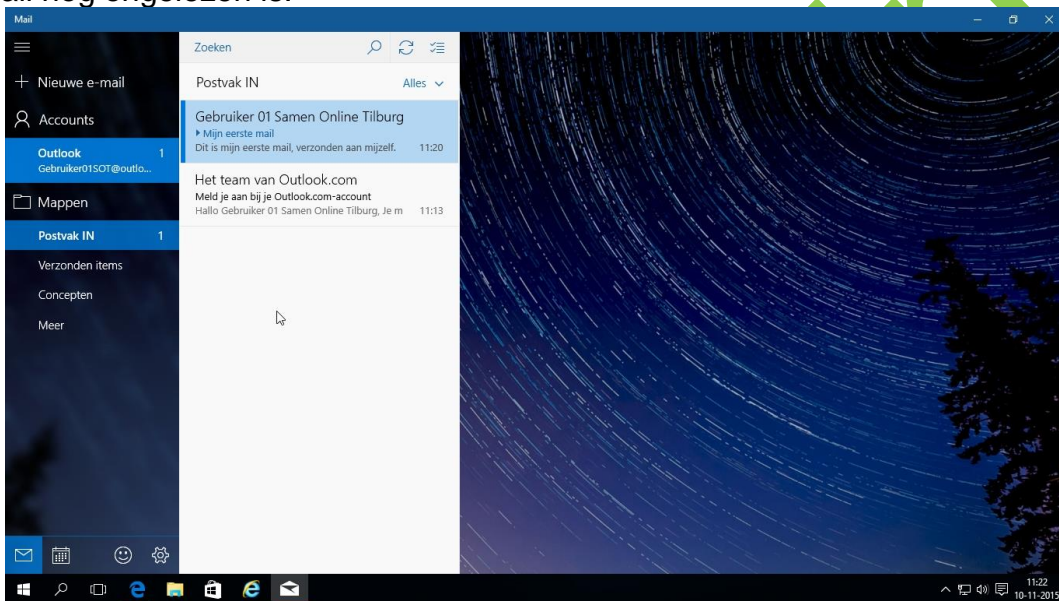 Mail
Zoeken
Nieuwe e-mail
Postvak IN
Alles
Accounts
Gebruiker 01 Samen Online Tilburg
Mijn eerste mail
Dit is mijn eerste mail, verzonden aan mijzelf. 11:20
Outlook 1
Gebruiker01SOT@outlo...
Het team van Outlook.com
Meld je aan bij je Outlook.com-account
Hallo Gebruiker 01 Samen Online Tilburg, Je m 11:13
Mappen
Postvak IN 1
Verzonden items
Concepten
Meer
11:22
10-11-2015